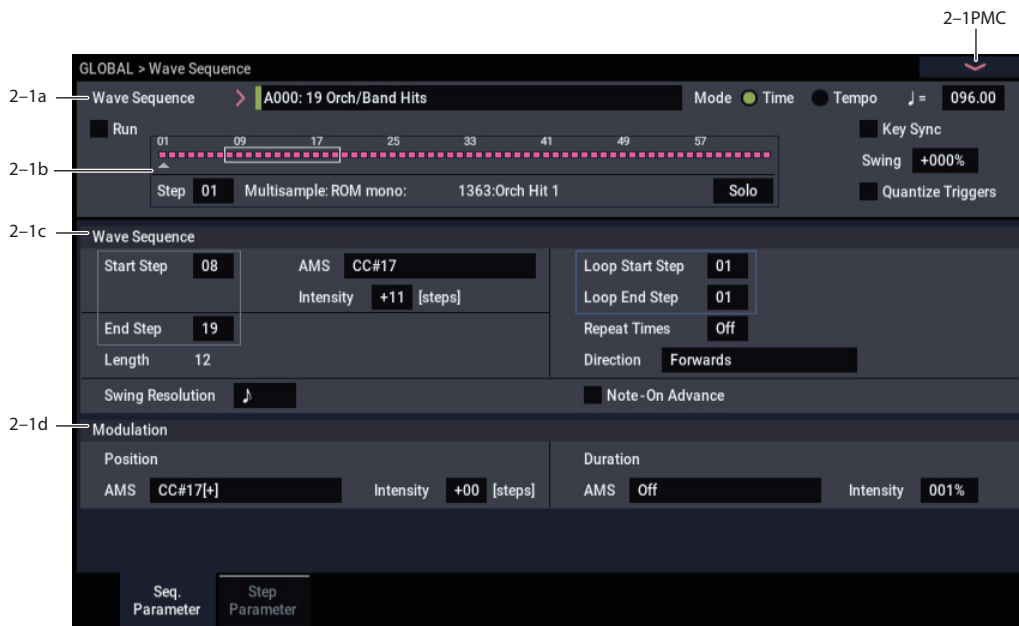 2–1PMC
GLOBAL > Wave Sequence
2–1a
Wave Sequence
A000: 19 Orch/Band Hits
Mode Time Tempo ♩ = 096.00
Run
01 09 17 25 33 41 49 57
Key Sync
Swing +000%
2–1b
Step 01 Multisample: ROM mono: 1363:Orch Hit 1 Solo
Quantize Triggers
2–1c
Wave Sequence
Start Step 08 AMS CC#17 Loop Start Step 01
Intensity +11 [steps] Loop End Step 01
End Step 19 Repeat Times Off
Length 12 Direction Forwards
Swing Resolution ♪ Note-On Advance
2–1d
Modulation
Position Duration
AMS CC#17[+] Intensity +00 [steps] AMS Off Intensity 001%
Seq. Parameter
Step Parameter